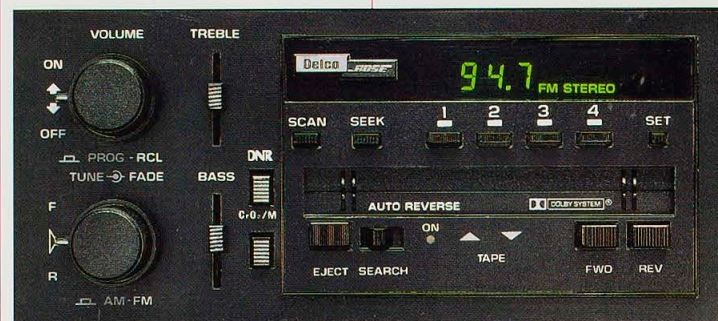 VOLUME
TREBLE
ON
OFF
PROG - RCL
TUNE FADE
BASS
F
R
AM - FM
DNR
CrO₂/M
Delco BOSE
94.7 FM STEREO
SCAN SEEK 1 2 3 4 SET
AUTO REVERSE
DOLBY SYSTEM ®
EJECT SEARCH ON TAPE FWD REV